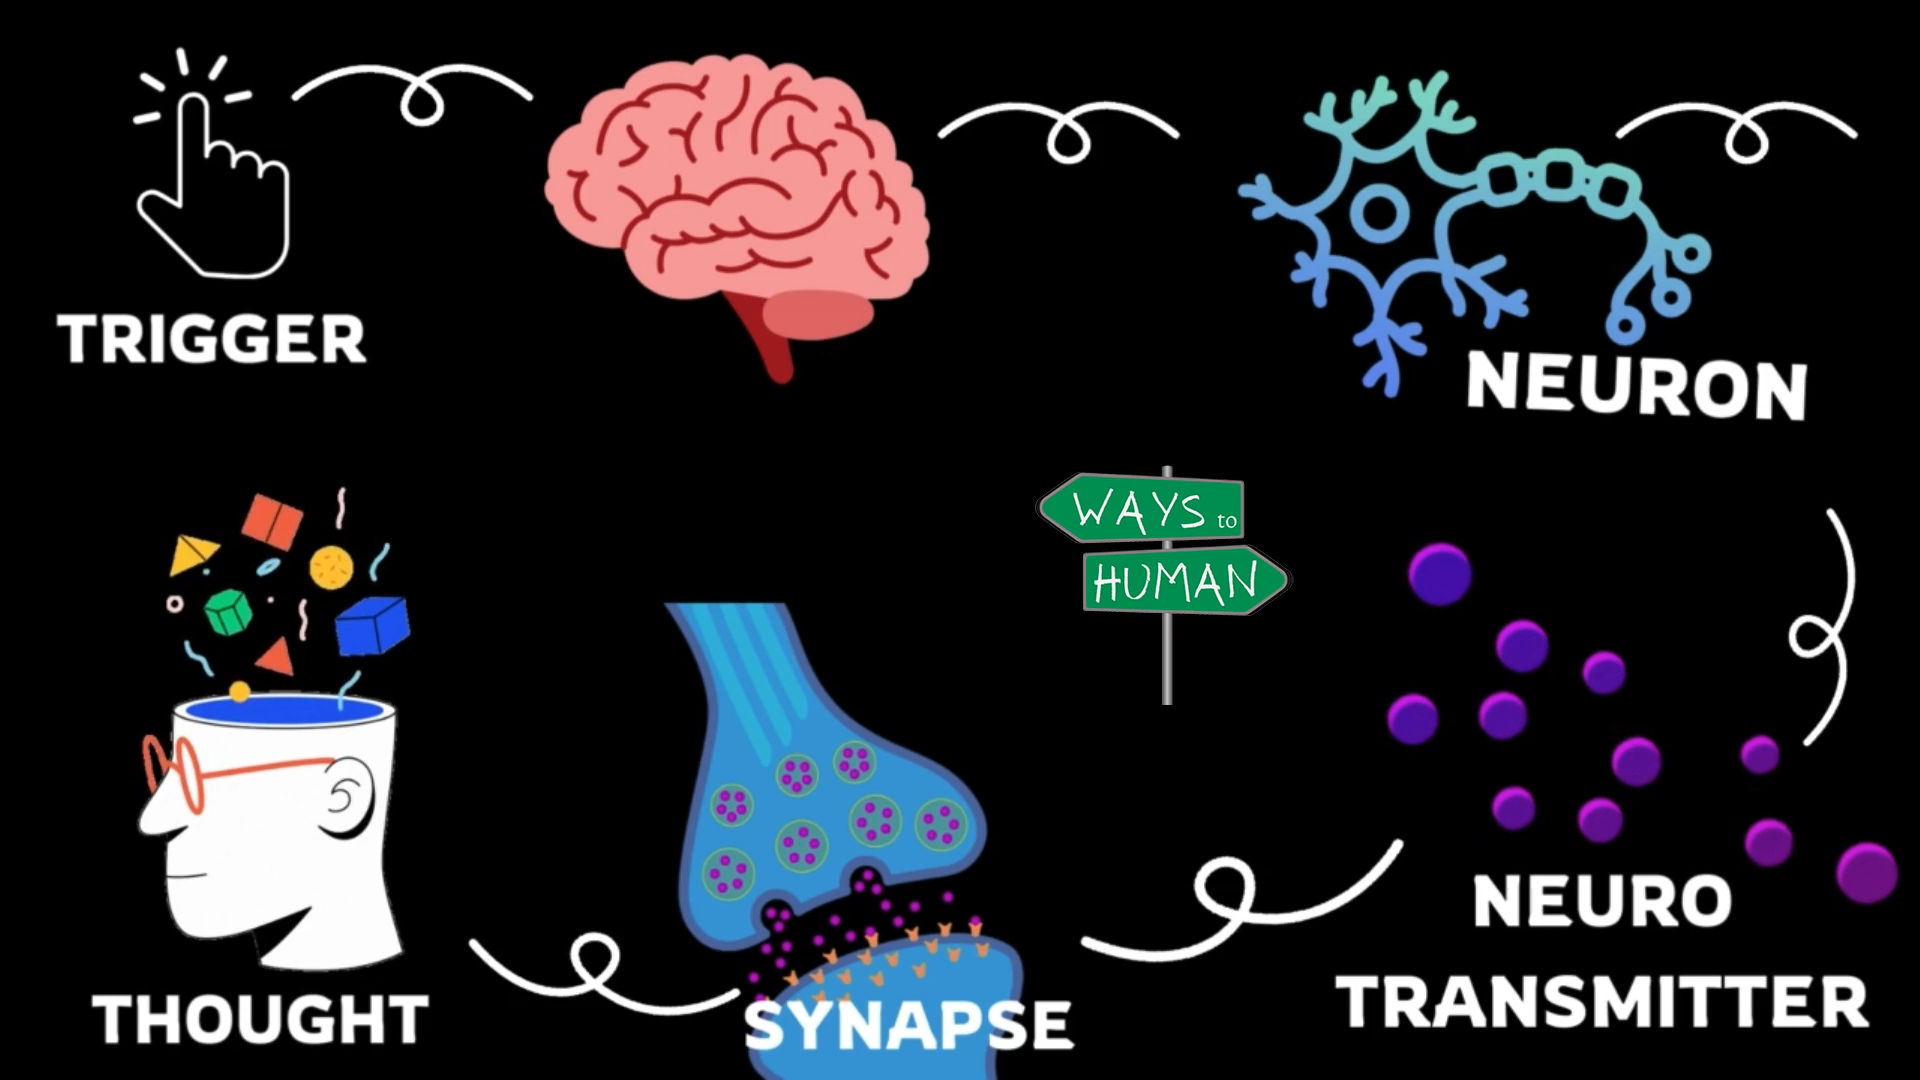 TRIGGER
NEURON
WAYS to
HUMAN
NEURO
TRANSMITTER
SYNAPSE
THOUGHT